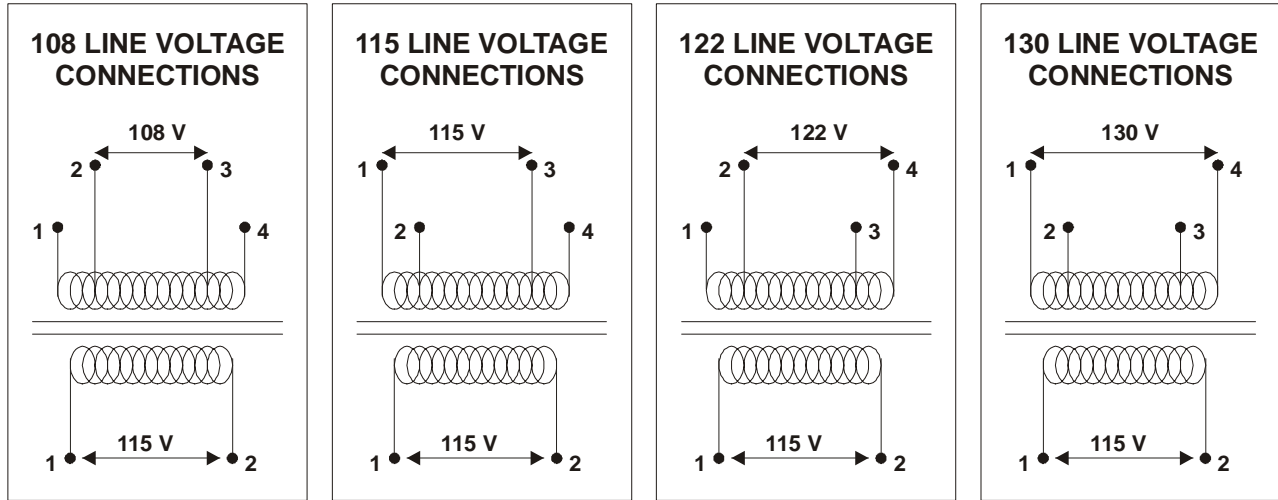 108 LINE VOLTAGE
CONNECTIONS
108 V
2
3
1
4
115 V
1
2
115 LINE VOLTAGE
CONNECTIONS
115 V
1
3
2
4
115 V
1
2
122 LINE VOLTAGE
CONNECTIONS
122 V
2
4
1
3
115 V
1
2
130 LINE VOLTAGE
CONNECTIONS
130 V
1
4
2
3
115 V
1
2